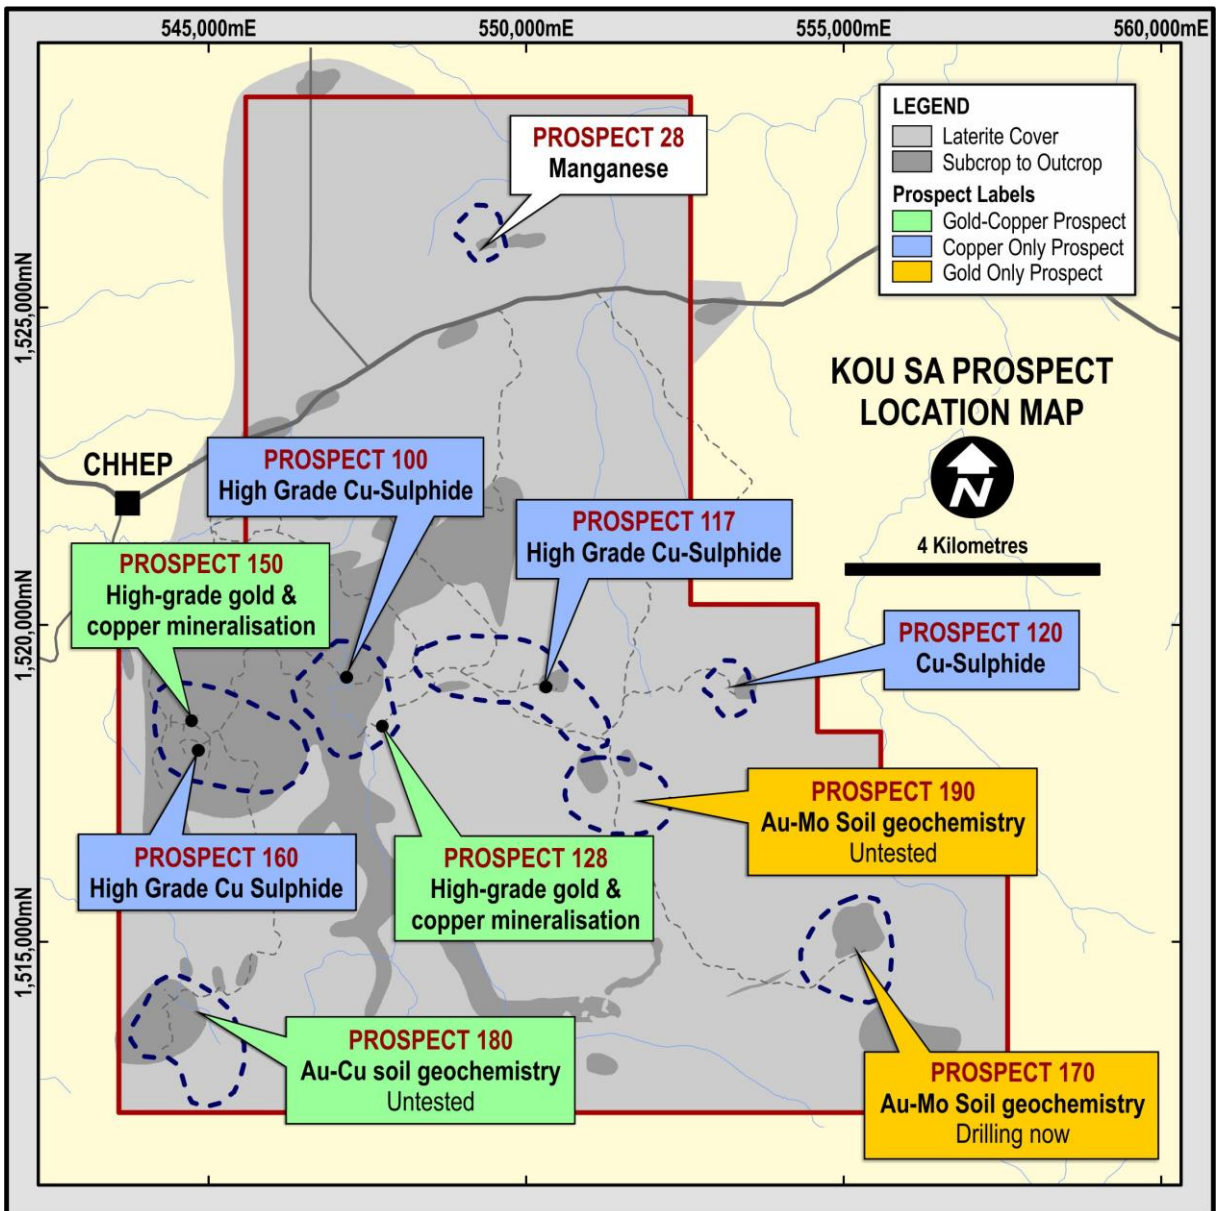 545,000mE
550,000mE
555,000mE
560,000mE
LEGEND
Laterite Cover
Subcrop to Outcrop
Prospect Labels
Gold-Copper Prospect
Copper Only Prospect
Gold Only Prospect
PROSPECT 28
Manganese
1,525,000mN
KOU SA PROSPECT
LOCATION MAP
N
4 Kilometres
CHHEP
PROSPECT 100
High Grade Cu-Sulphide
PROSPECT 117
High Grade Cu-Sulphide
PROSPECT 150
High-grade gold &
copper mineralisation
1,520,000mN
PROSPECT 120
Cu-Sulphide
PROSPECT 190
Au-Mo Soil geochemistry
Untested
PROSPECT 160
High Grade Cu Sulphide
PROSPECT 128
High-grade gold &
copper mineralisation
1,515,000mN
PROSPECT 180
Au-Cu soil geochemistry
Untested
PROSPECT 170
Au-Mo Soil geochemistry
Drilling now